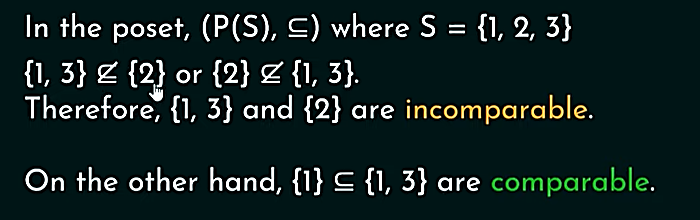 In the poset, (P(S), ⊆) where S = {1, 2, 3}
{1, 3} ⊈ {2} or {2} ⊈ {1, 3}.
Therefore, {1, 3} and {2} are incomparable.
On the other hand, {1} ⊆ {1, 3} are comparable.